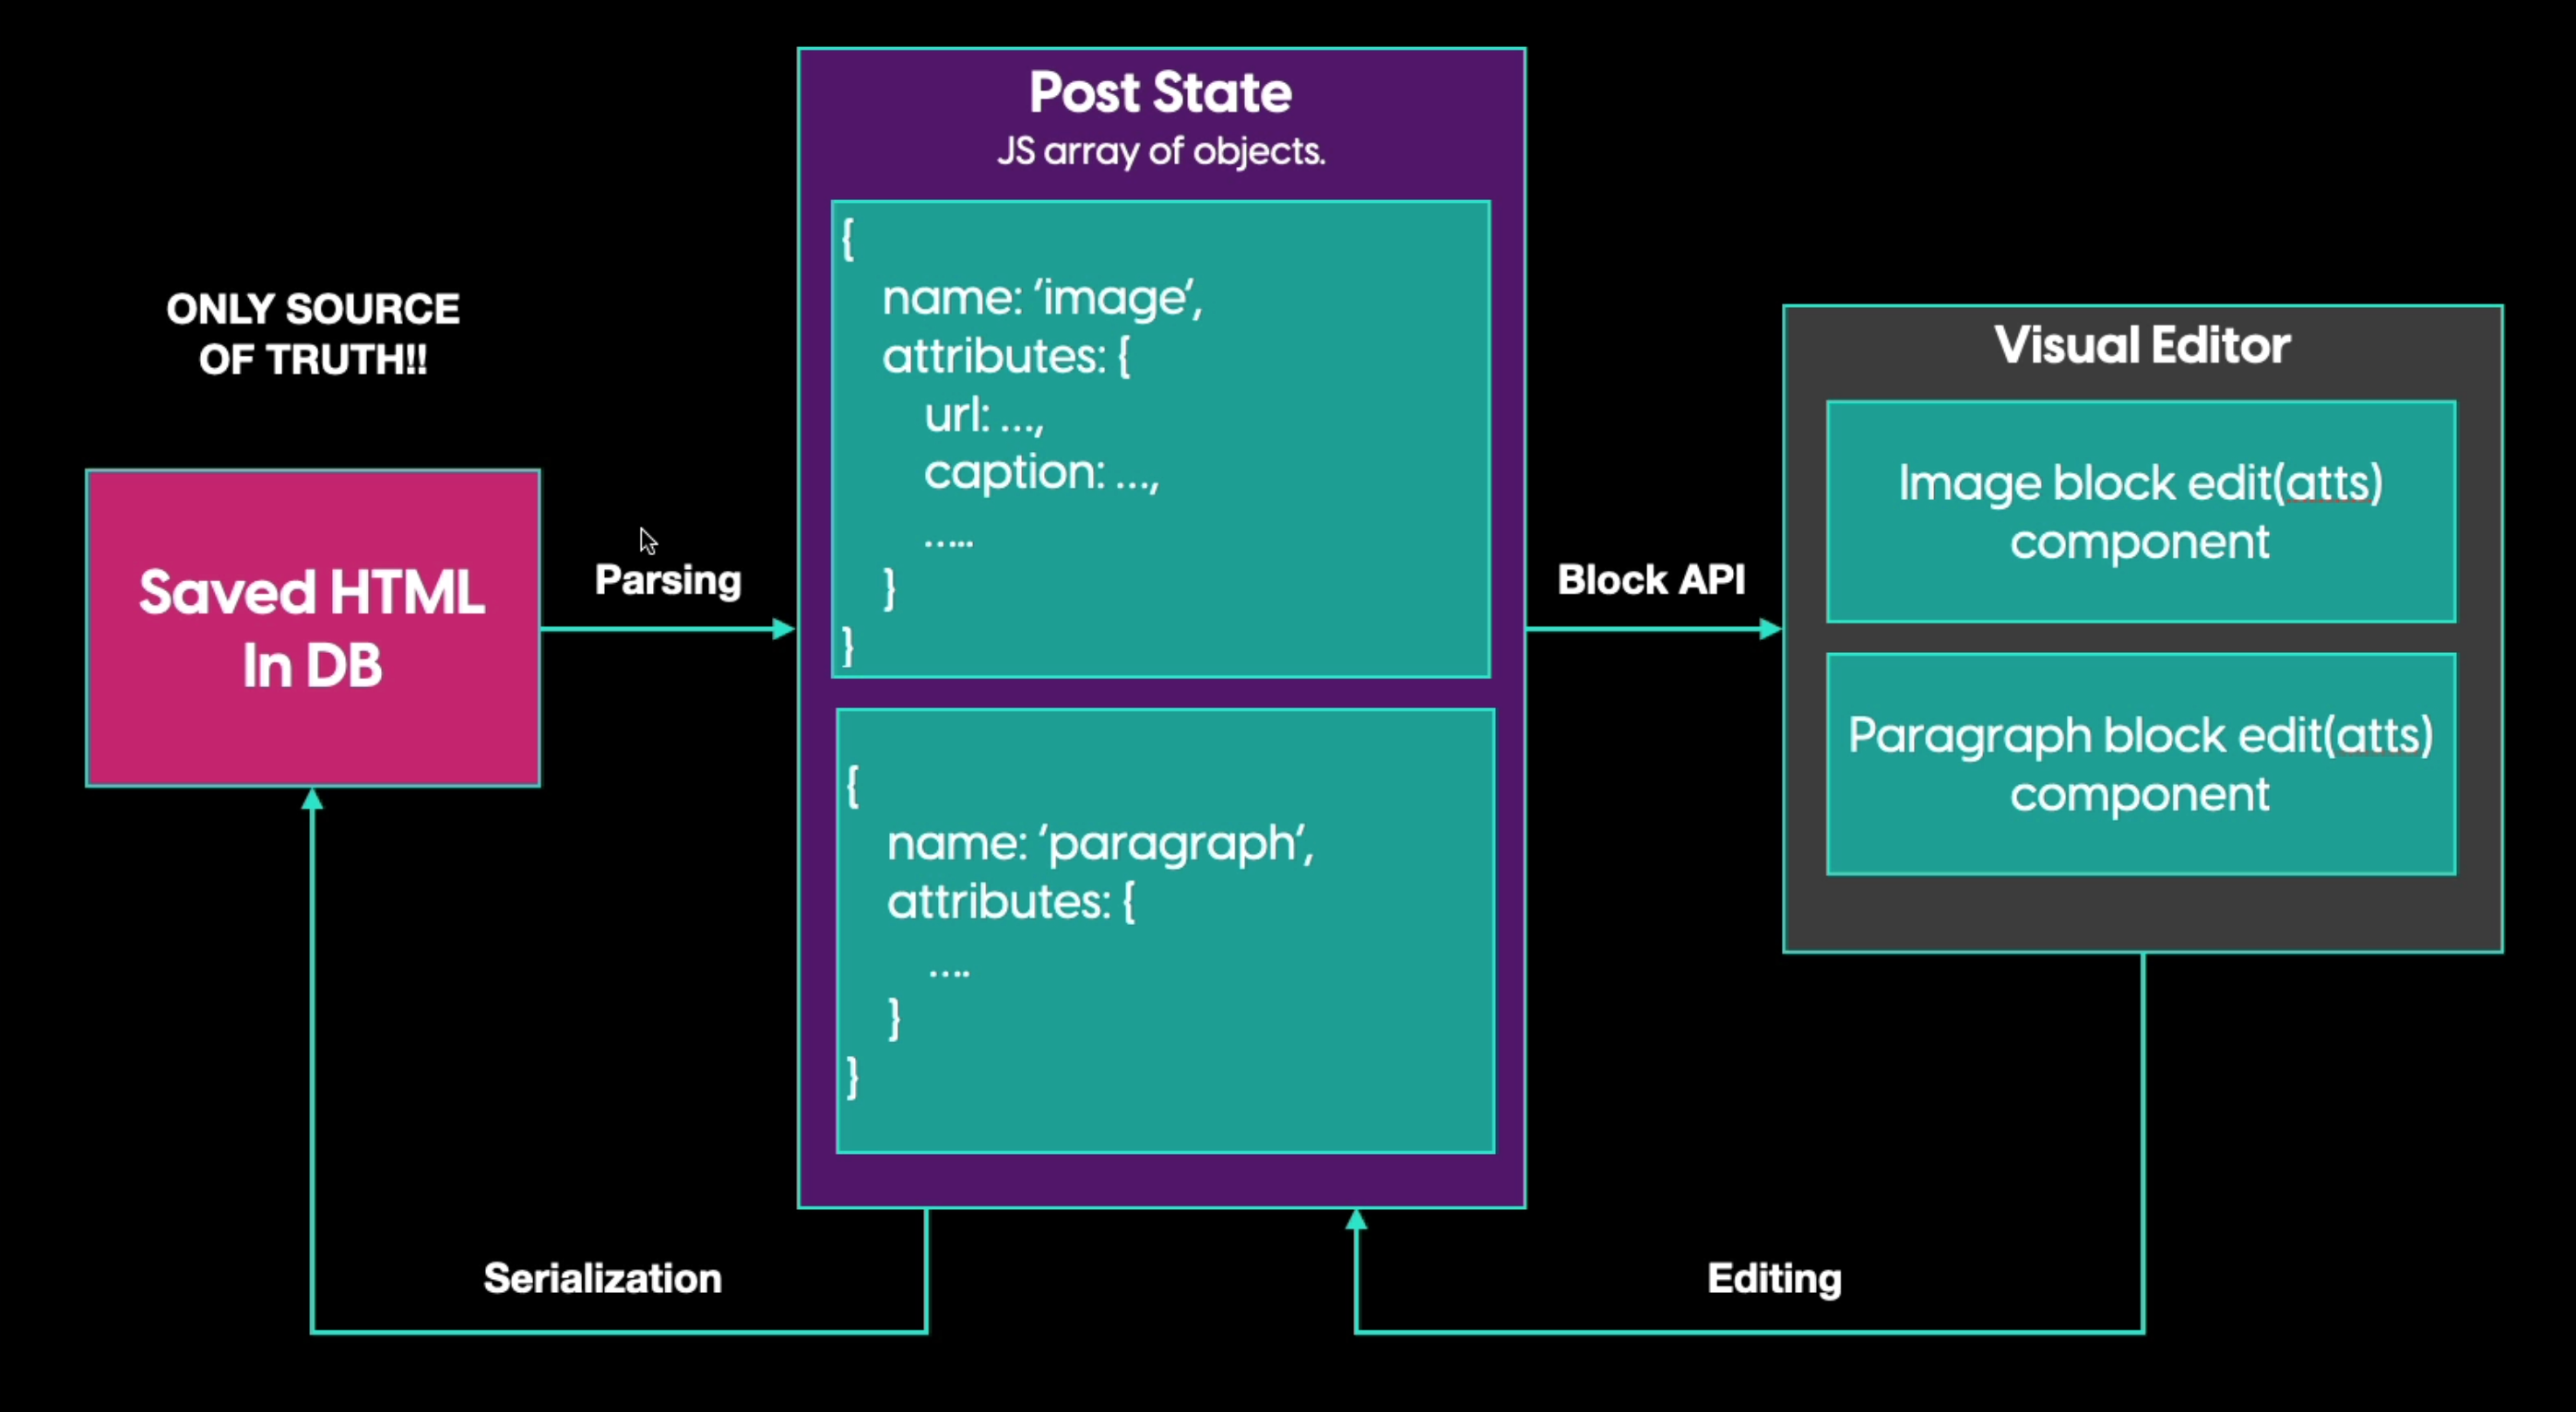 ONLY SOURCE
OF TRUTH!!
Saved HTML
In DB
Parsing
Post State
JS array of objects.
{
name: ‘image’,
attributes: {
url: ...,
caption: ...,
.....
}
}
{
name: ‘paragraph’,
attributes: {
....
}
}
Block API
Visual Editor
Image block edit(atts)
component
Paragraph block edit(atts)
component
Serialization
Editing